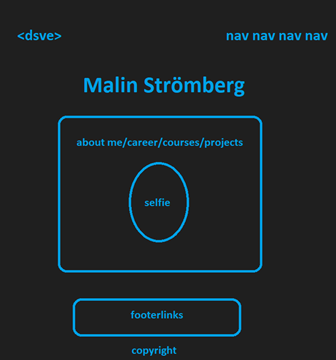 <dsve>
nav nav nav nav
Malin Strömberg
about me/career/courses/projects
selfie
footerlinks
copyright